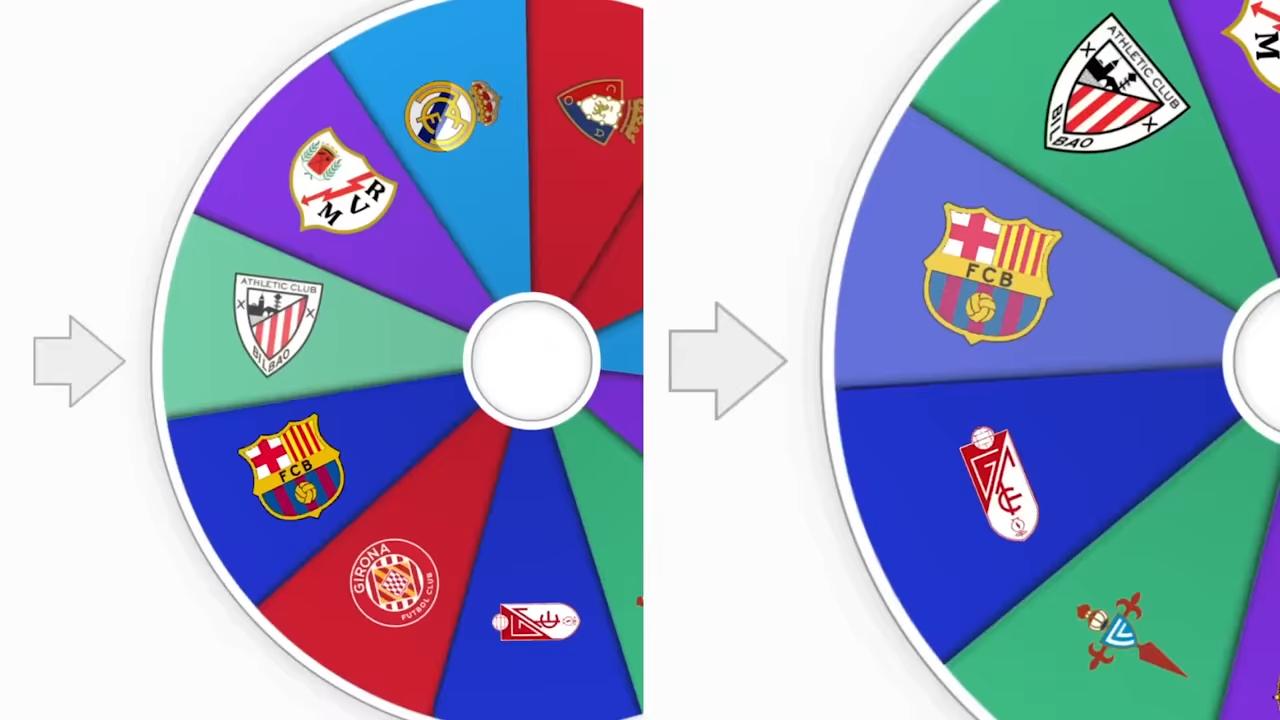 M V R
ATHLETIC CLUB
BILBAO
FCB
GIRONA
FUTBOL CLUB
M
ATHLETIC CLUB
BILBAO
FCB